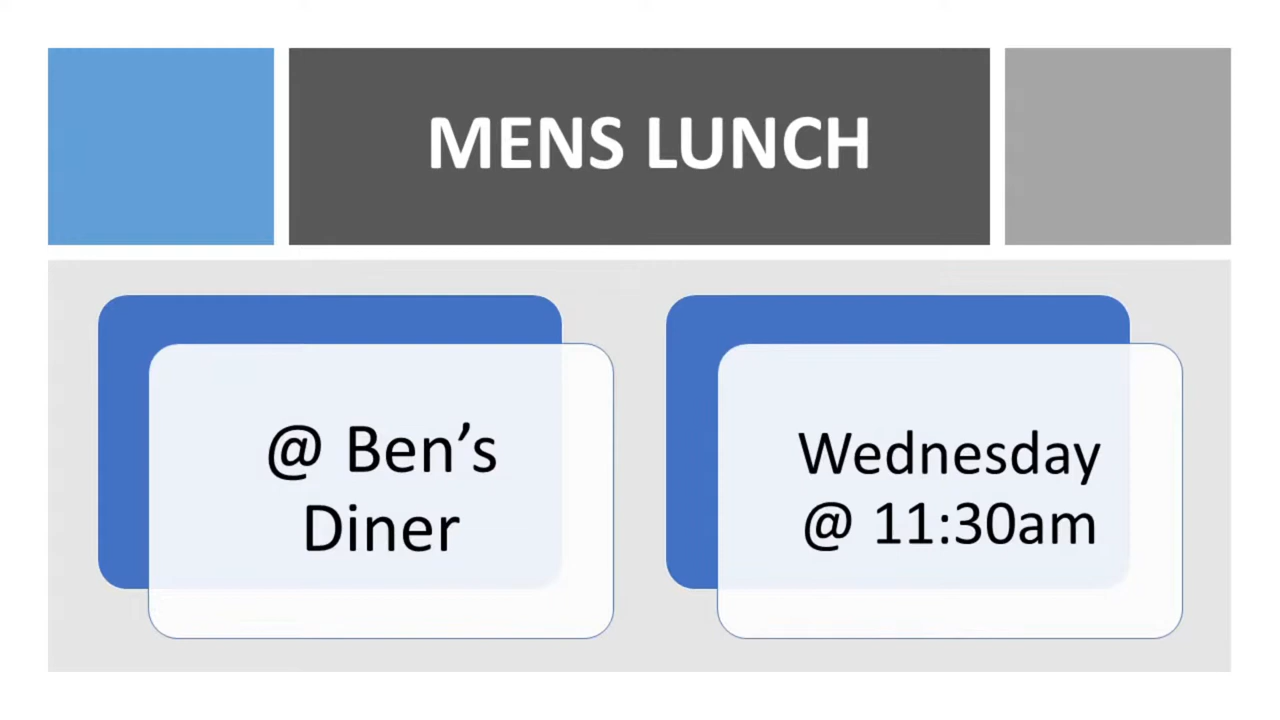 MENS LUNCH
@ Ben’s
Diner
Wednesday
@ 11:30am